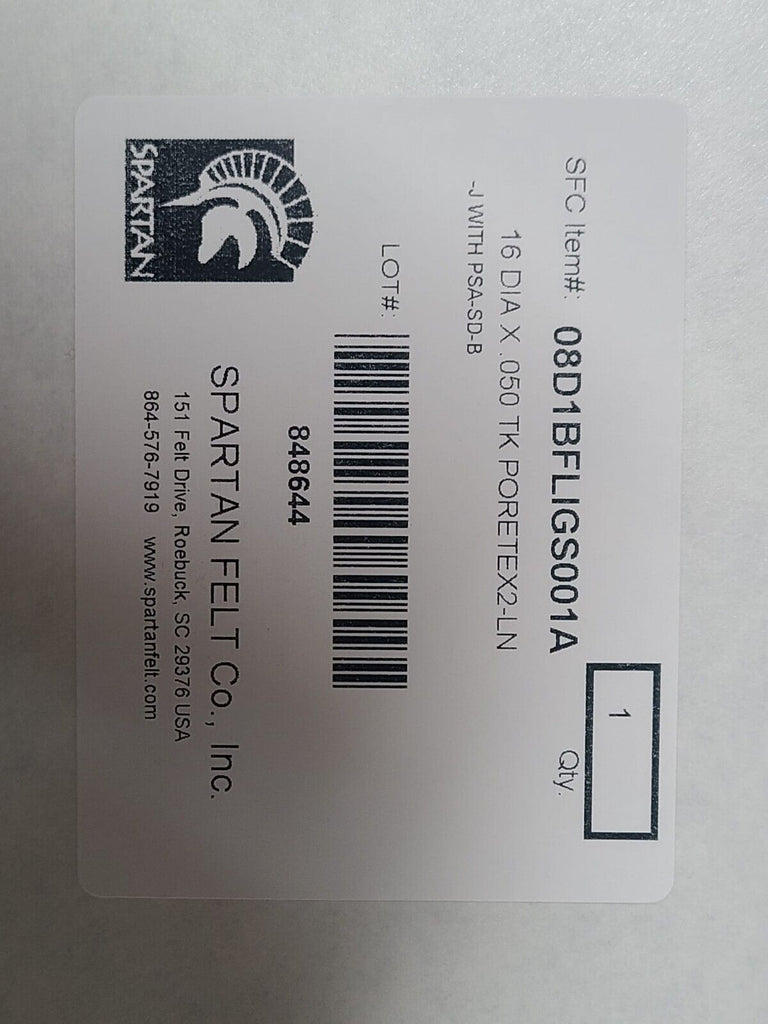 1
Qty.
SFC Item#: 08D1BFLIGS001A
16 DIA X .050 TK PORETEX2-LN
-J WITH PSA-SD-B
LOT#:
848644
SPARTAN
SPARTAN FELT Co., Inc.
151 Felt Drive, Roebuck, SC 29376 USA
864-576-7919 www.spartanfelt.com